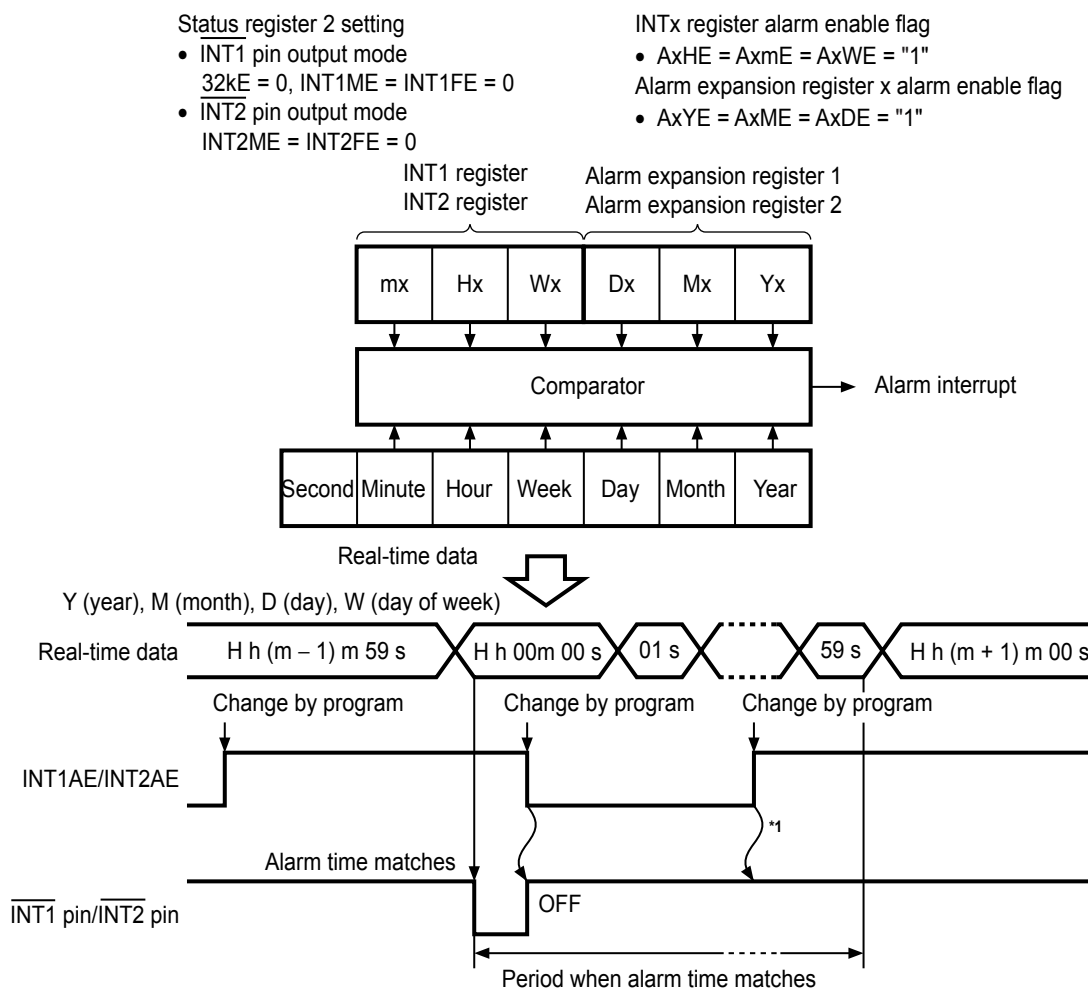 Status register 2 setting
• INT1 pin output mode
32kE = 0, INT1ME = INT1FE = 0
• INT2 pin output mode
INT2ME = INT2FE = 0
INTx register alarm enable flag
• AxHE = AxmE = AxWE = "1"
Alarm expansion register x alarm enable flag
• AxYE = AxME = AxDE = "1"
INT1 register
INT2 register
Alarm expansion register 1
Alarm expansion register 2
mx Hx Wx Dx Mx Yx
Comparator
Alarm interrupt
Second Minute Hour Week Day Month Year
Real-time data
Y (year), M (month), D (day), W (day of week)
Real-time data
H h (m − 1) m 59 s
H h 00m 00 s
01 s
59 s
H h (m + 1) m 00 s
Change by program
Change by program
Change by program
INT1AE/INT2AE
*1
Alarm time matches
INT1 pin/INT2 pin
OFF
Period when alarm time matches